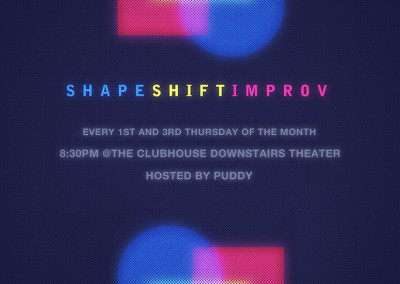 SHAPESHIFTIMPROV
EVERY 1ST AND 3RD THURSDAY OF THE MONTH
8:30PM @THE CLUBHOUSE DOWNSTAIRS THEATER
HOSTED BY PUDDY